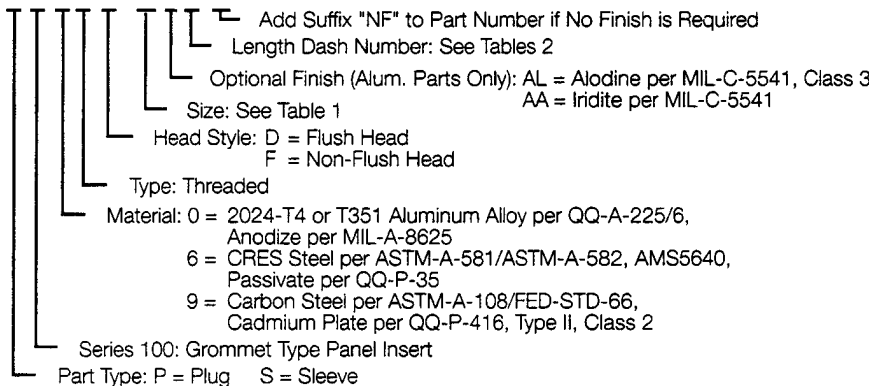 Add Suffix "NF" to Part Number if No Finish is Required
Length Dash Number: See Tables 2
Optional Finish (Alum. Parts Only): AL = Alodine per MIL-C-5541, Class 3
AA = Iridite per MIL-C-5541
Size: See Table 1
Head Style: D = Flush Head
F = Non-Flush Head
Type: Threaded
Material: 0 = 2024-T4 or T351 Aluminum Alloy per QQ-A-225/6,
Anodize per MIL-A-8625
6 = CRES Steel per ASTM-A-581/ASTM-A-582, AMS5640,
Passivate per QQ-P-35
9 = Carbon Steel per ASTM-A-108/FED-STD-66,
Cadmium Plate per QQ-P-416, Type II, Class 2
Series 100: Grommet Type Panel Insert
Part Type: P = Plug S = Sleeve